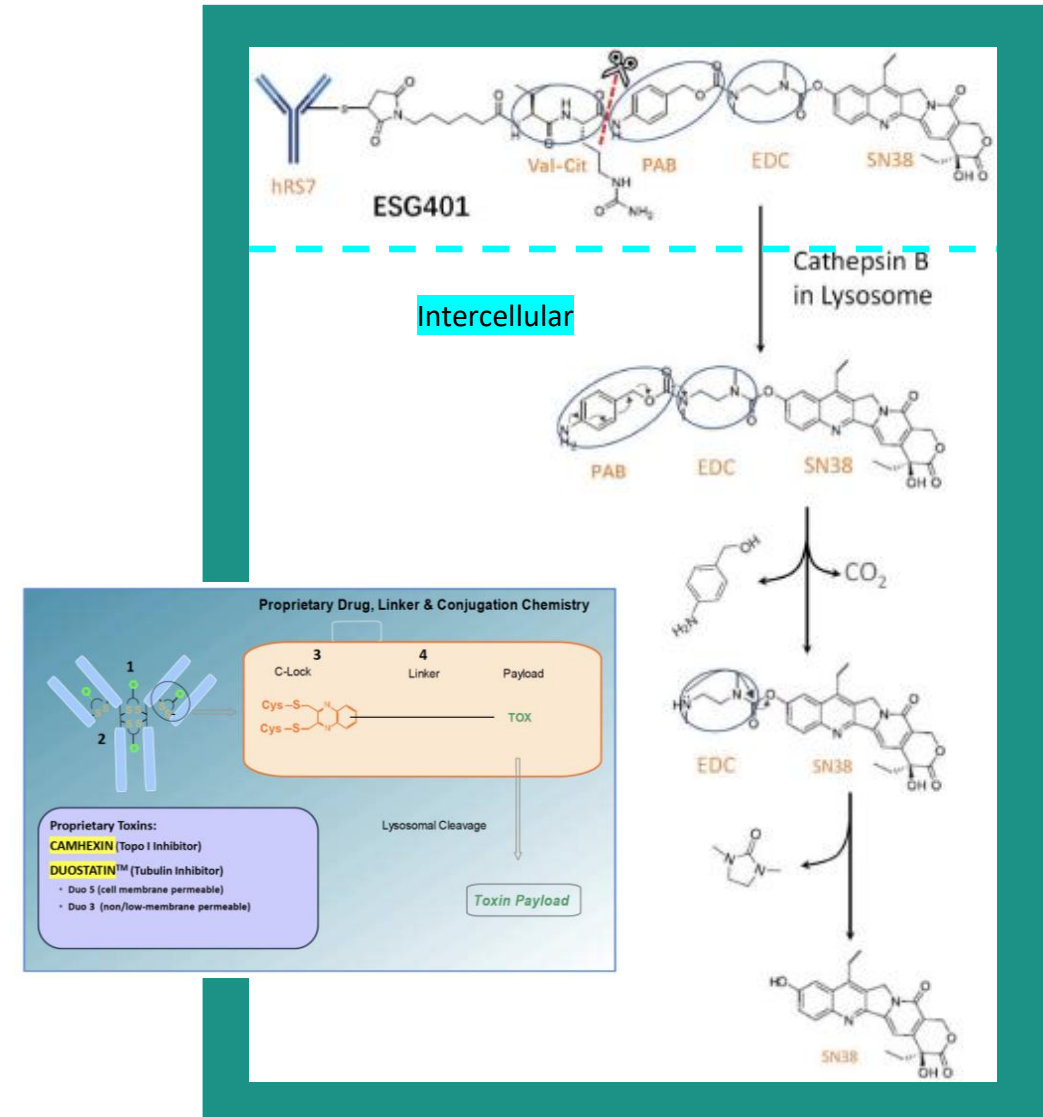 Val-Cit
PAB
EDC
SN38
hRS7
ESG401
Cathepsin B
in Lysosome
Intercellular
PAB
EDC
SN38
CO2
EDC
SN38
SN38
Proprietary Drug, Linker & Conjugation Chemistry
1
2
3
4
C-Lock
Linker
Payload
Cys–S
Cys–S
TOX
Lysosomal Cleavage
Toxin Payload
Proprietary Toxins:
CAMHEXIN (Topo I Inhibitor)
DUOSTATIN™ (Tubulin Inhibitor)
• Duo 5 (cell membrane permeable)
• Duo 3 (non/low-membrane permeable)